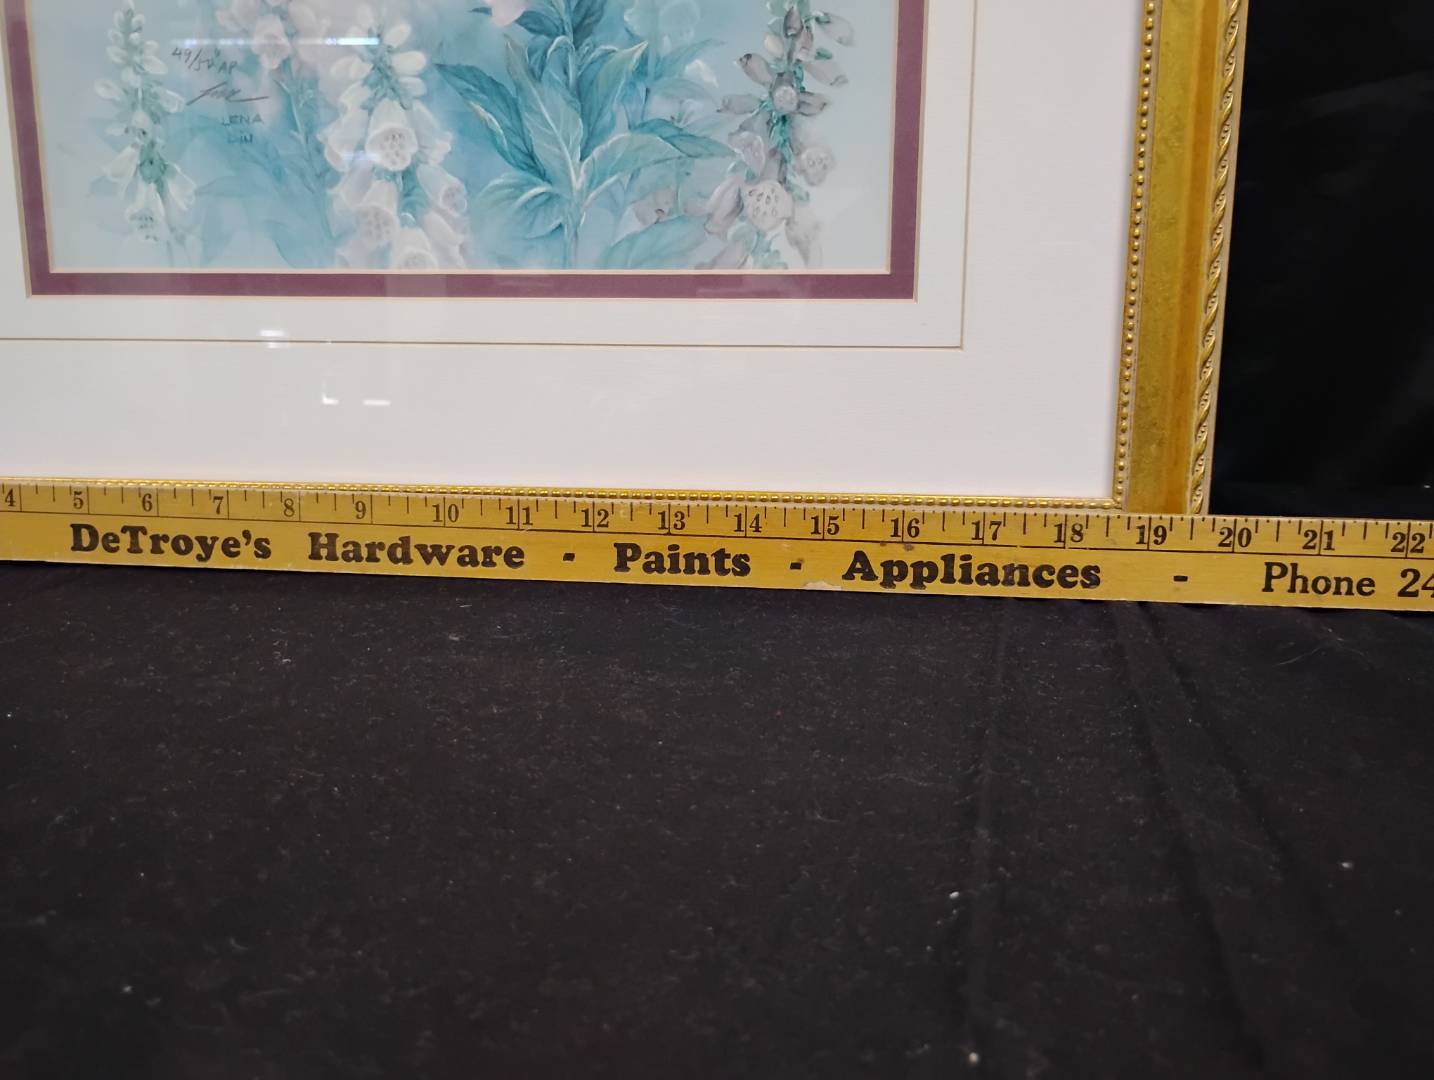 49/50 AP
LENA
LIU
4 5 6 7 8 9 10 11 12 13 14 15 16 17 18 19 20 21 22
DeTroye's Hardware - Paints - Appliances - Phone 24